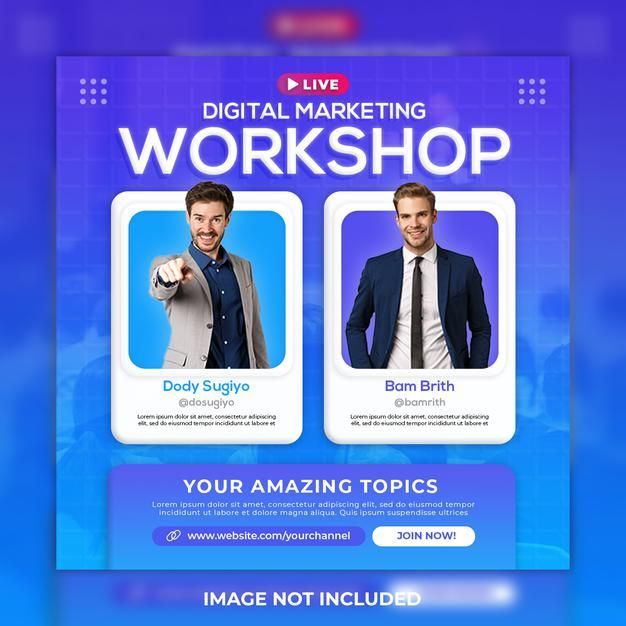 LIVE
DIGITAL MARKETING
WORKSHOP
Dody Sugiyo
@dosugiyo
Lorem ipsum dolor sit amet, consectetur adipisicing
elit, sed do eiusmod tempor incididunt ut labore et
Bam Brith
@bamrith
Lorem ipsum dolor sit amet, consectetur adipisicing
elit, sed do eiusmod tempor incididunt ut labore et
YOUR AMAZING TOPICS
Lorem ipsum dolor sit amet, consectetur adipiscing elit, sed do eiusmod tempor
incididunt ut labore et dolore magna aliqua. Quis ipsum suspendisse ultrices
www.website.com/yourchannel
JOIN NOW!
IMAGE NOT INCLUDED